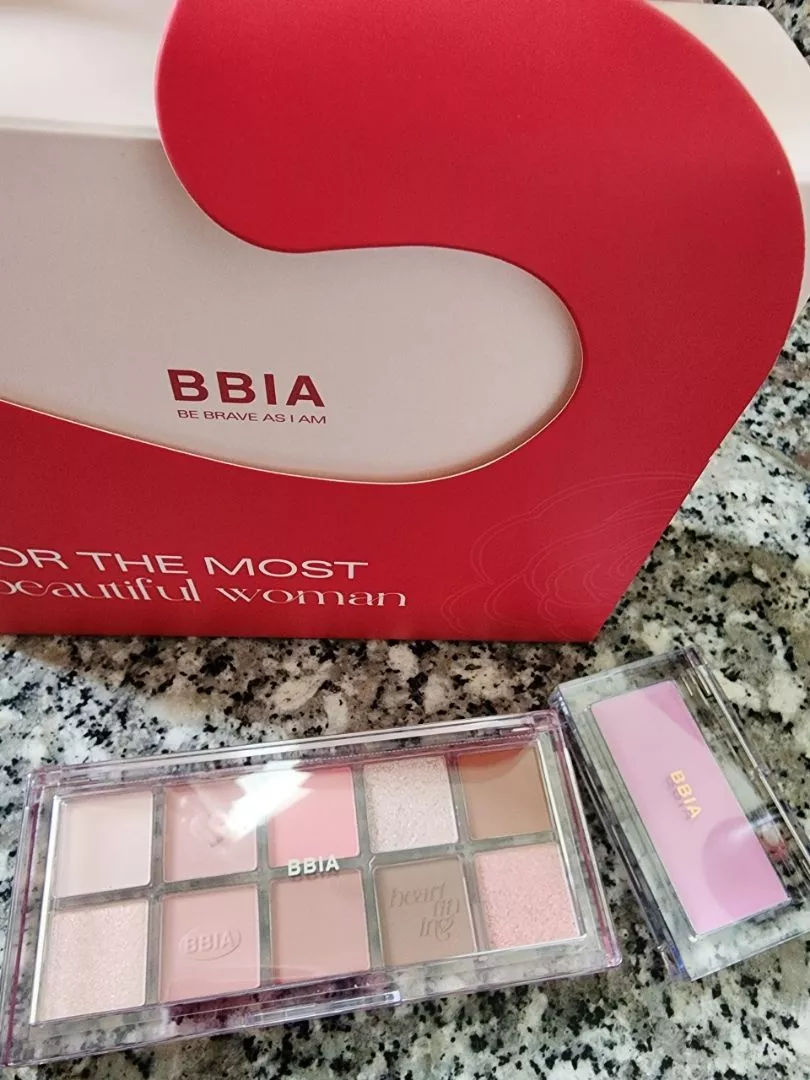 BBIA
BE BRAVE AS I AM
OR THE MOST
beautiful woman
BBIA
BBIA
heart
tin
ing
BBIA